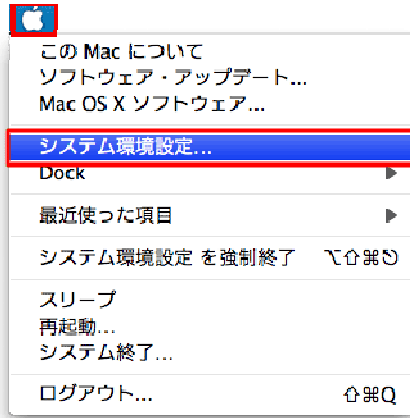 この Mac について
ソフトウェア・アップデート...
Mac OS X ソフトウェア...
システム環境設定...
Dock ▶
最近使った項目 ▶
システム環境設定 を強制終了 ⌥⇧⌘⎋
スリープ
再起動...
システム終了...
ログアウト... ⇧⌘Q